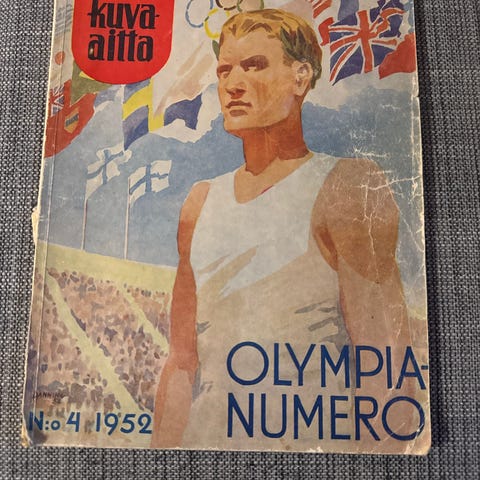 kuva-
aitta
OLYMPIA-
NUMERO
N:o 4 1952